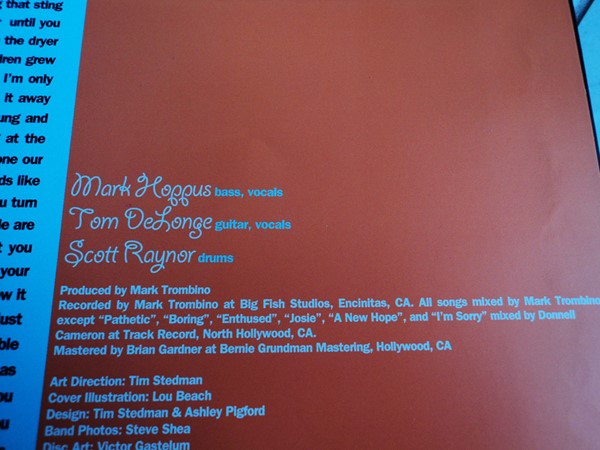 that sting
until you
the dryer
dren grew
I'm only
it away
ung and
at the
one our
ds like
u turn
le are
t you
your
ow it
just
ble
as
ou
you
Mark Hoppus bass, vocals
Tom DeLonge guitar, vocals
Scott Raynor drums
Produced by Mark Trombino
Recorded by Mark Trombino at Big Fish Studios, Encinitas, CA. All songs mixed by Mark Trombino
except “Pathetic”, “Boring”, “Enthused”, “Josie”, “A New Hope”, and “I'm Sorry” mixed by Donnell
Cameron at Track Record, North Hollywood, CA.
Mastered by Brian Gardner at Bernie Grundman Mastering, Hollywood, CA
Art Direction: Tim Stedman
Cover Illustration: Lou Beach
Design: Tim Stedman & Ashley Pigford
Band Photos: Steve Shea
Disc Art: Victor Gastelum